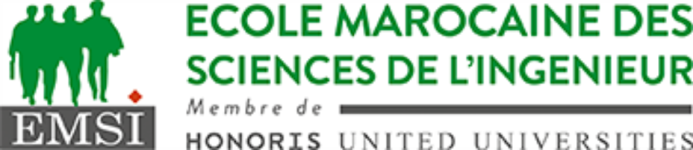 EMSI
ECOLE MAROCAINE DES
SCIENCES DE L'INGENIEUR
Membre de
HONORIS UNITED UNIVERSITIES